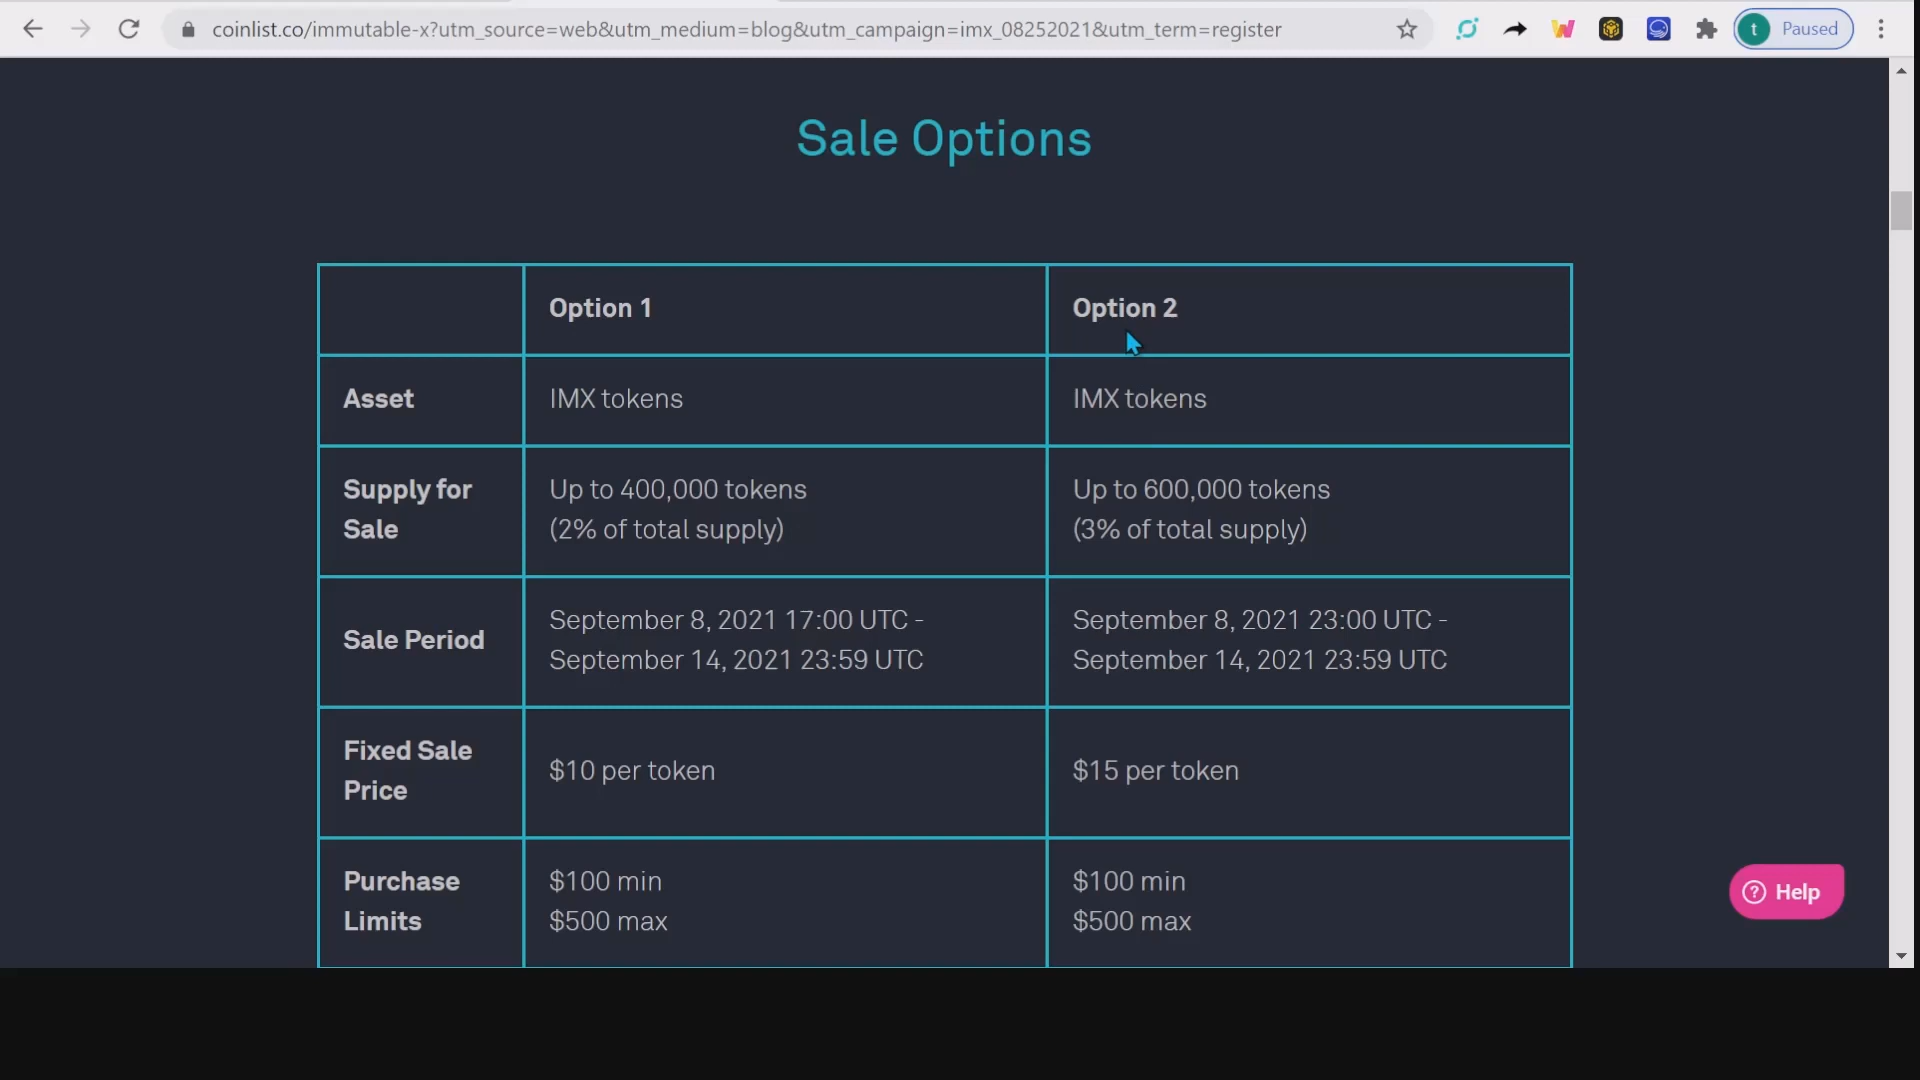 coinlist.co/immutable-x?utm_source=web&utm_medium=blog&utm_campaign=imx_08252021&utm_term=register
t Paused
Sale Options
Option 1 Option 2
Asset IMX tokens IMX tokens
Supply for Sale
Up to 400,000 tokens
(2% of total supply)
Up to 600,000 tokens
(3% of total supply)
Sale Period
September 8, 2021 17:00 UTC -
September 14, 2021 23:59 UTC
September 8, 2021 23:00 UTC -
September 14, 2021 23:59 UTC
Fixed Sale
Price
$10 per token
$15 per token
Purchase
Limits
$100 min
$500 max
$100 min
$500 max
Help